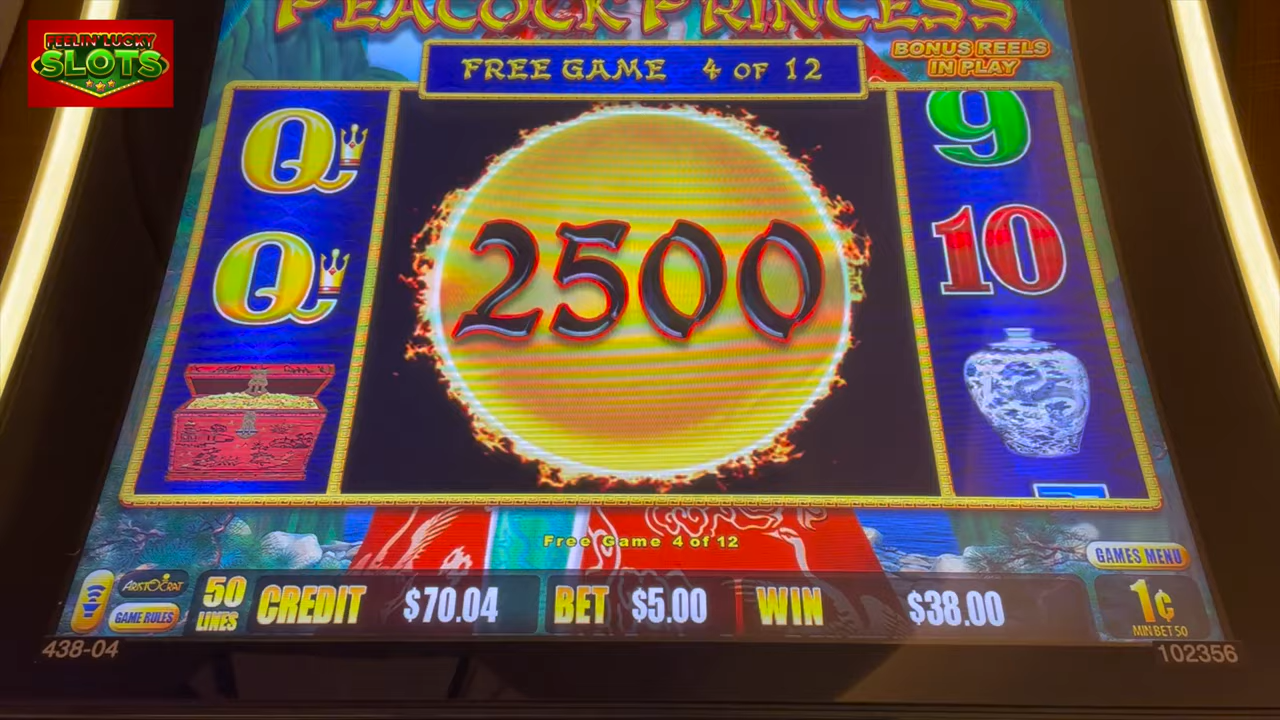 PEACOCK PRINCESS
FEELIN' LUCKY
SLOTS
BONUS REELS
IN PLAY
FREE GAME 4 OF 12
Q
9
2500
10
Q
Free Game 4 of 12
GAMES MENU
ARISTOCRAT
GAME RULES
50
LINES
CREDIT $70.04
BET $5.00
WIN $38.00
1¢
MIN BET 50
438-04
102356